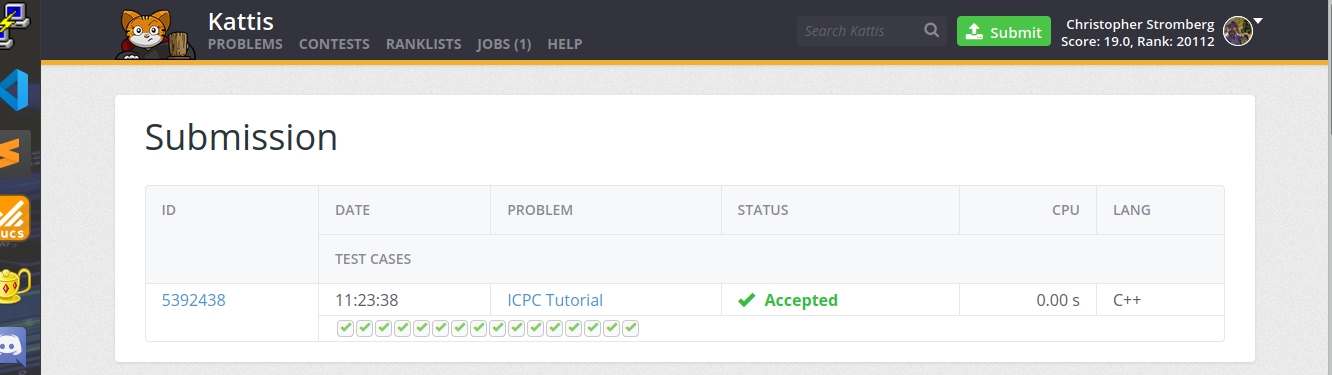 Kattis
PROBLEMS CONTESTS RANKLISTS JOBS (1) HELP
Search Kattis
Submit
Christopher Stromberg
Score: 19.0, Rank: 20112
Submission
ID DATE PROBLEM STATUS CPU LANG
TEST CASES
5392438 11:23:38 ICPC Tutorial Accepted 0.00 s C++
UCS